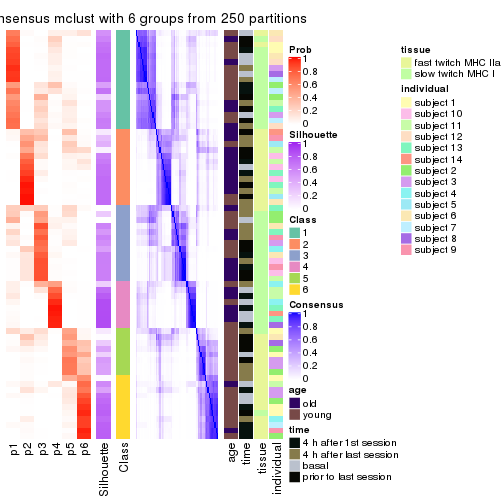 nsensus mclust with 6 groups from 250 partitions
Prob
1
0.8
0.6
0.4
0.2
0
Silhouette
1
0.8
0.6
0.4
0.2
0
Class
1
2
3
4
5
6
Consensus
1
0.8
0.6
0.4
0.2
0
age
old
young
time
4 h after 1st session
4 h after last session
basal
prior to last session
tissue
fast twitch MHC IIa
slow twitch MHC I
individual
subject 1
subject 10
subject 11
subject 12
subject 13
subject 14
subject 2
subject 3
subject 4
subject 5
subject 6
subject 7
subject 8
subject 9
p1
p2
p3
p4
p5
p6
Silhouette
Class
age
time
tissue
individual